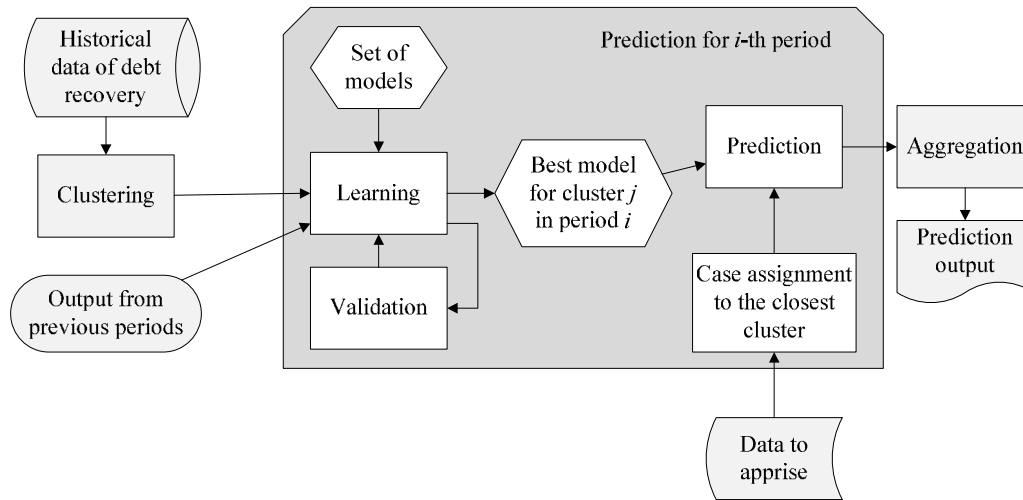 Historical
data of debt
recovery
Set of
models
Prediction for i-th period
Clustering
Learning
Best model
for cluster j
in period i
Prediction
Aggregation
Output from
previous periods
Validation
Case assignment
to the closest
cluster
Prediction
output
Data to
apprise